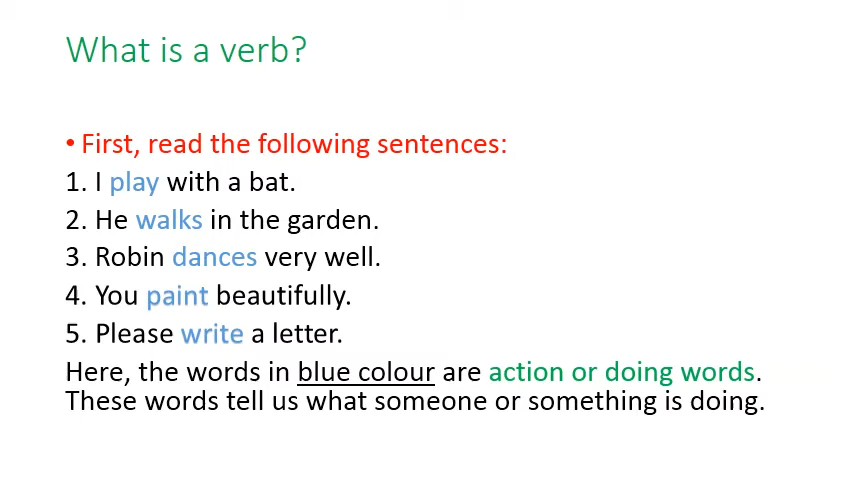 What is a verb?
• First, read the following sentences:
1. I play with a bat.
2. He walks in the garden.
3. Robin dances very well.
4. You paint beautifully.
5. Please write a letter.
Here, the words in blue colour are action or doing words.
These words tell us what someone or something is doing.